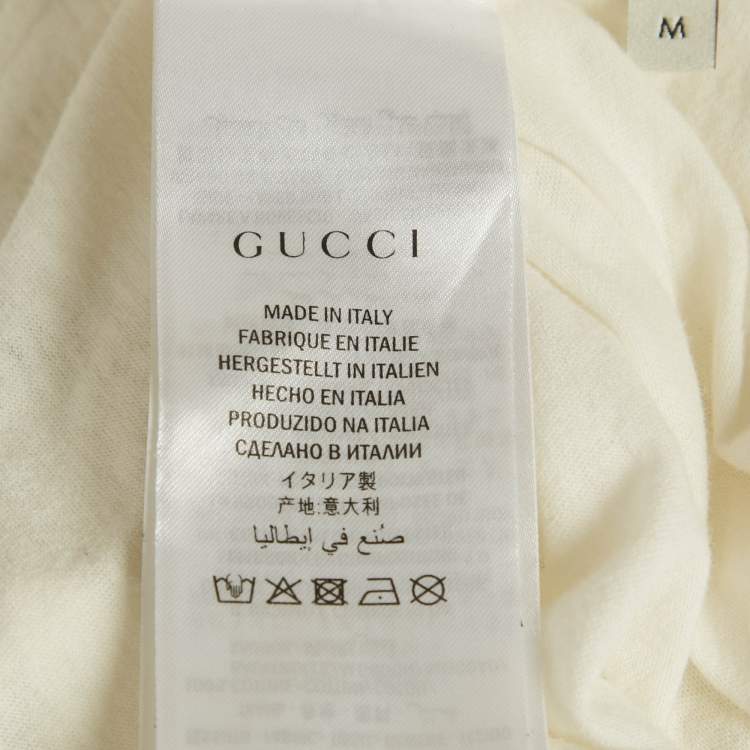 M
GUCCI
MADE IN ITALY
FABRIQUE EN ITALIE
HERGESTELLT IN ITALIEN
HECHO EN ITALIA
PRODUZIDO NA ITALIA
СДЕЛАНО В ИТАЛИИ
イタリア製
产地:意大利
صُنع في إيطاليا